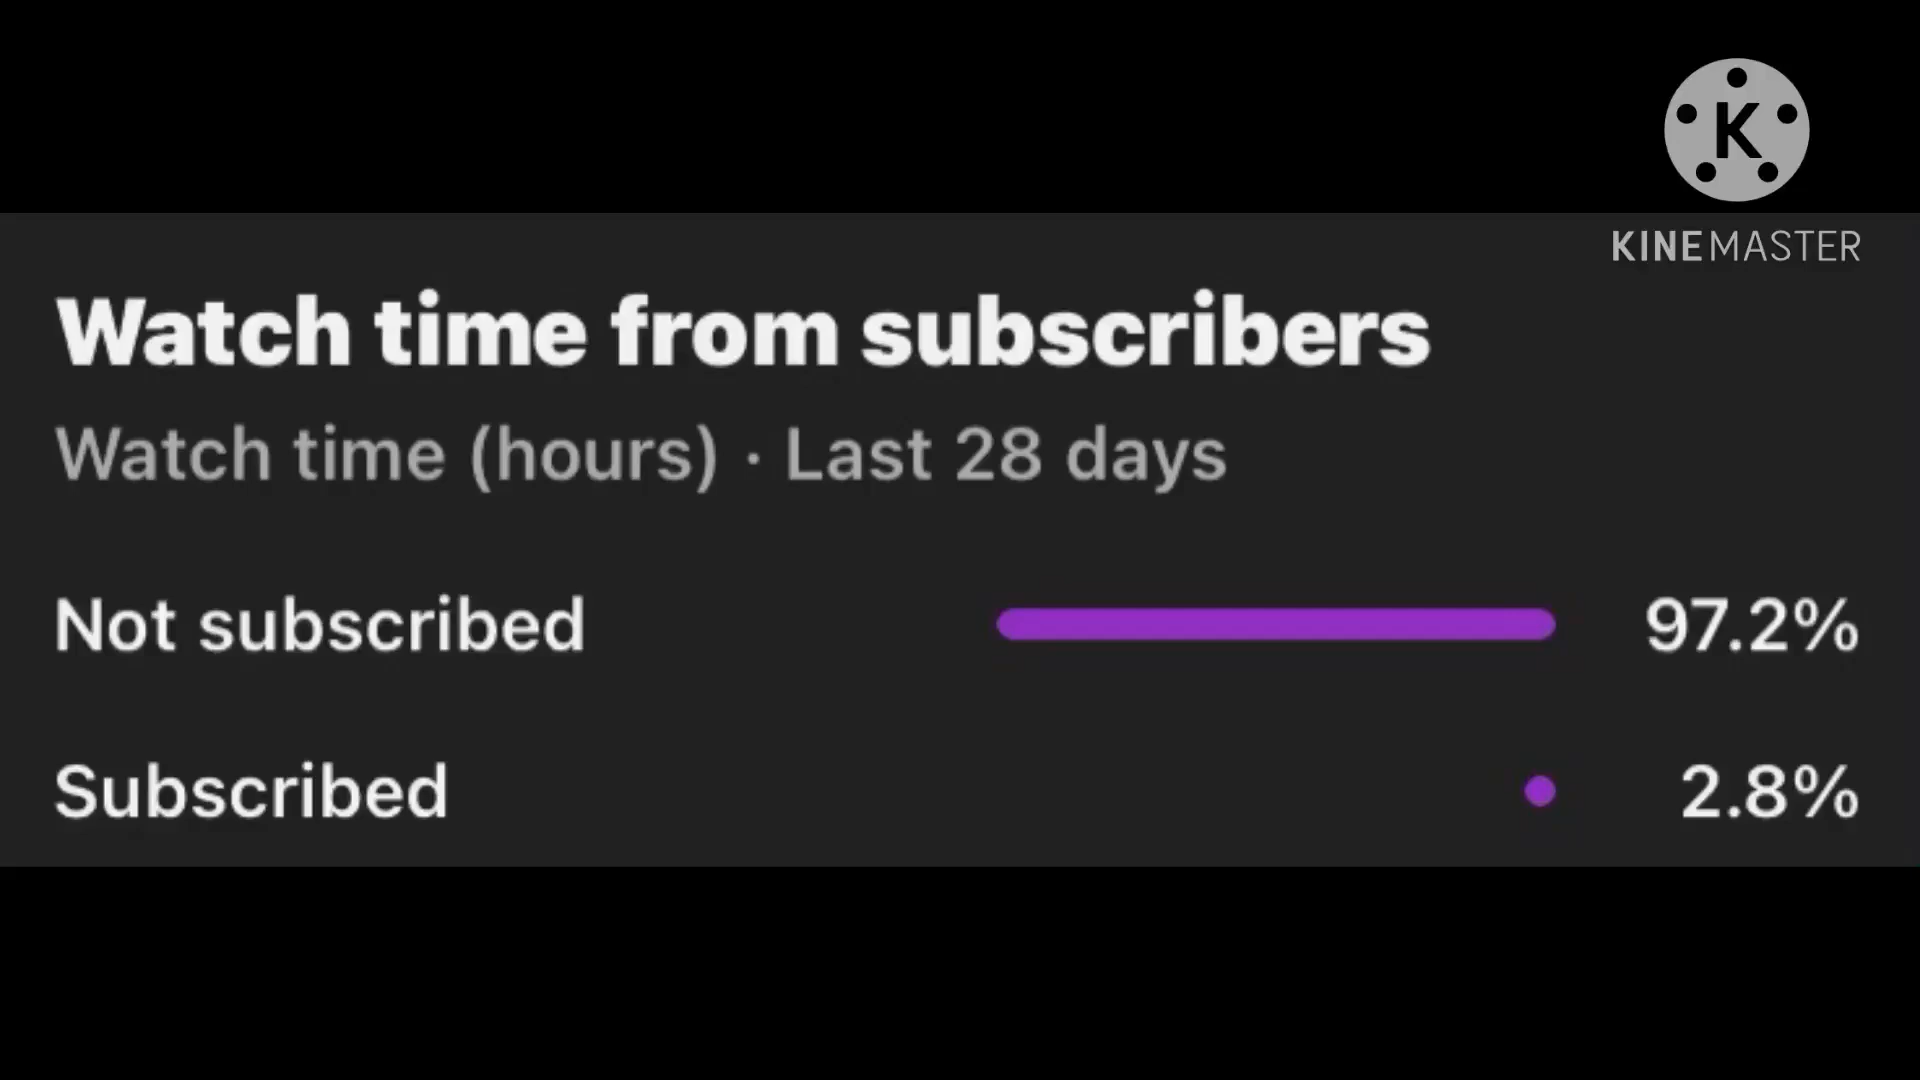 K
KINEMASTER
Watch time from subscribers
Watch time (hours) · Last 28 days
Not subscribed 97.2%
Subscribed 2.8%